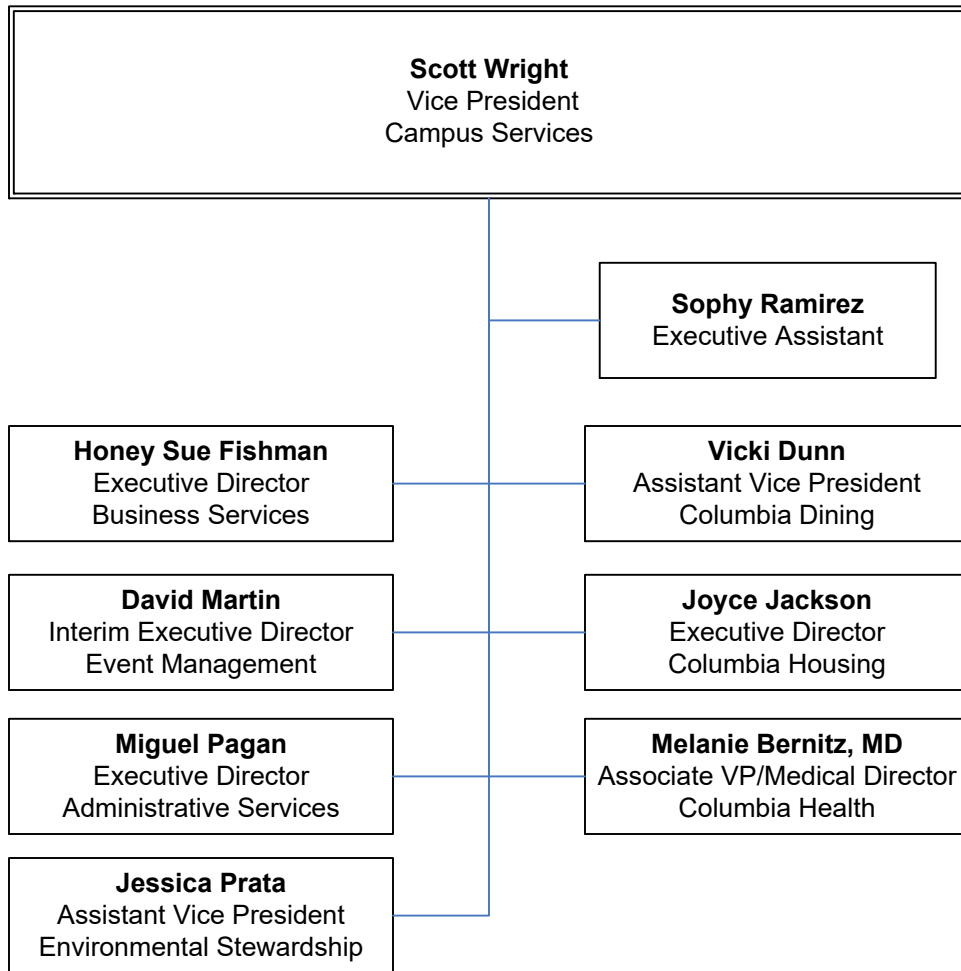 Scott Wright
Vice President
Campus Services
Sophy Ramirez
Executive Assistant
Honey Sue Fishman
Executive Director
Business Services
Vicki Dunn
Assistant Vice President
Columbia Dining
David Martin
Interim Executive Director
Event Management
Joyce Jackson
Executive Director
Columbia Housing
Miguel Pagan
Executive Director
Administrative Services
Melanie Bernitz, MD
Associate VP/Medical Director
Columbia Health
Jessica Prata
Assistant Vice President
Environmental Stewardship